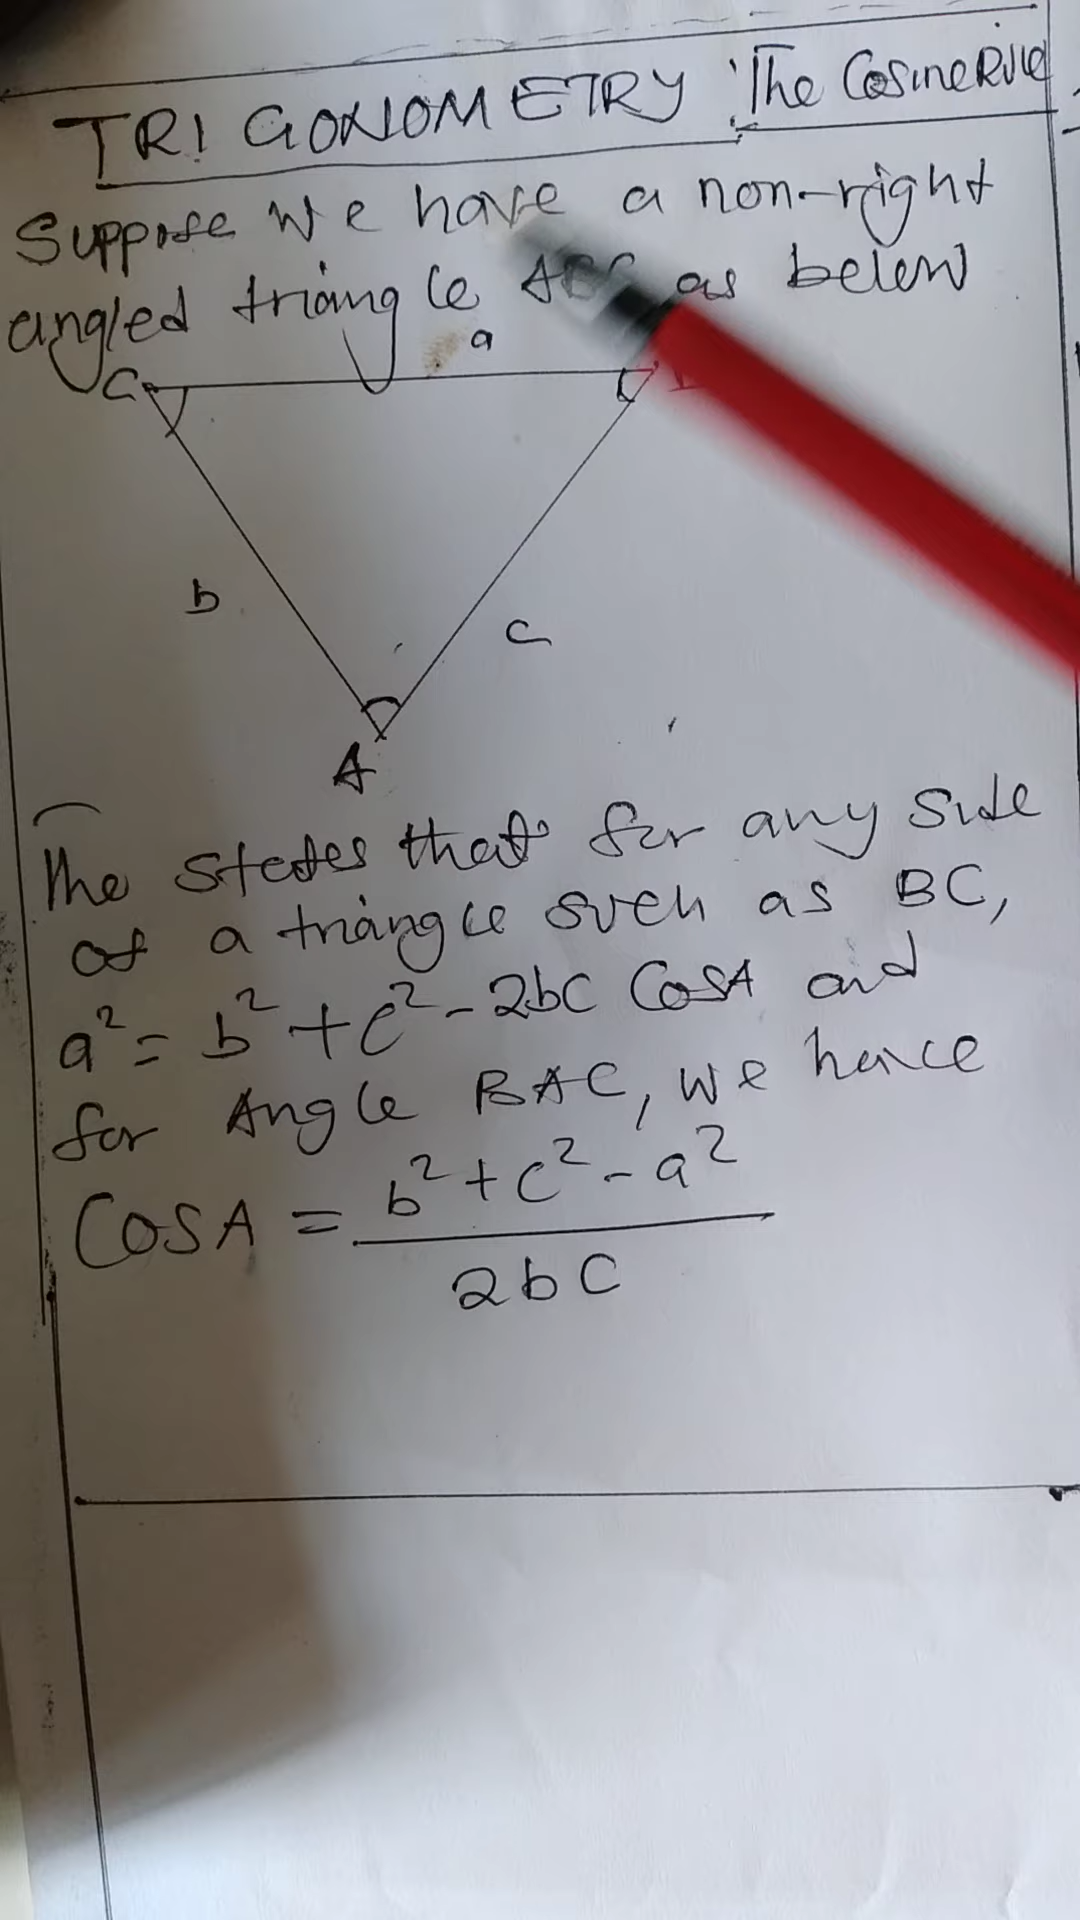 TRIGONOMETRY : The Cosine Rule
Suppose we have a non-right
angled triangle ABC as below
a
C
b
c
A
The states that for any side
of a triangle such as BC,
a² = b² + c² - 2bc CosA and
for Angle BAC, we hence
CosA = b² + c² - a²
2bc